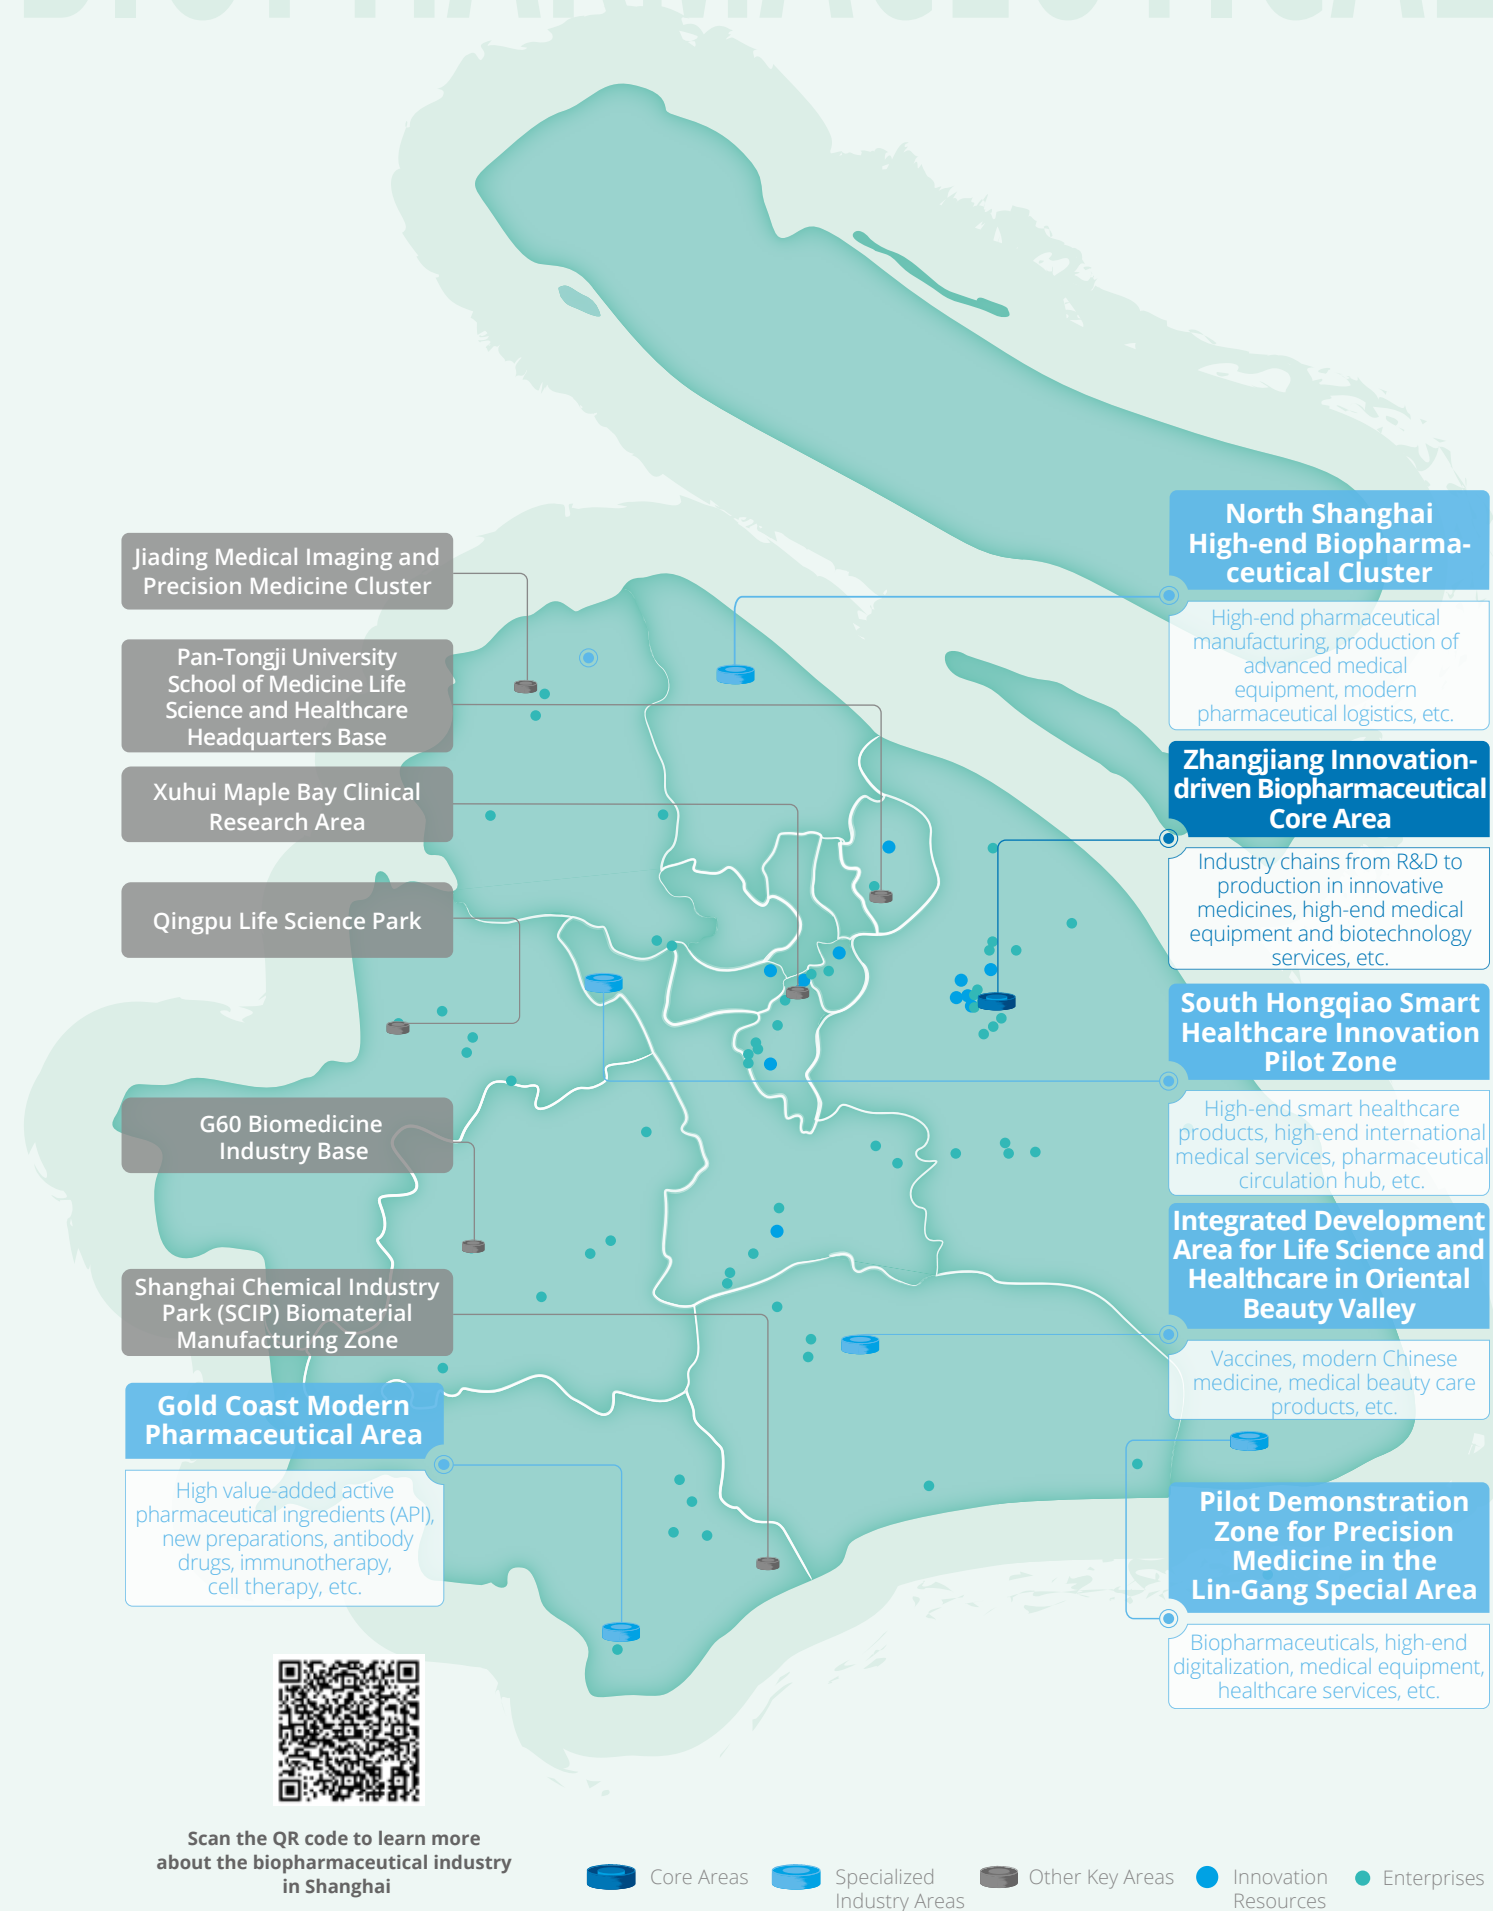 BIOPHARMACEUTICAL
Jiading Medical Imaging and
Precision Medicine Cluster
Pan-Tongji University
School of Medicine Life
Science and Healthcare
Headquarters Base
Xuhui Maple Bay Clinical
Research Area
Qingpu Life Science Park
G60 Biomedicine
Industry Base
Shanghai Chemical Industry
Park (SCIP) Biomaterial
Manufacturing Zone
Gold Coast Modern
Pharmaceutical Area
High value-added active
pharmaceutical ingredients (API),
new preparations, antibody
drugs, immunotherapy,
cell therapy, etc.
North Shanghai
High-end Biopharma-
ceutical Cluster
High-end pharmaceutical
manufacturing, production of
advanced medical
equipment, modern
pharmaceutical logistics, etc.
Zhangjiang Innovation-
driven Biopharmaceutical
Core Area
Industry chains from R&D to
production in innovative
medicines, high-end medical
equipment and biotechnology
services, etc.
South Hongqiao Smart
Healthcare Innovation
Pilot Zone
High-end smart healthcare
products, high-end international
medical services, pharmaceutical
circulation hub, etc.
Integrated Development
Area for Life Science and
Healthcare in Oriental
Beauty Valley
Vaccines, modern Chinese
medicine, medical beauty care
products, etc.
Pilot Demonstration
Zone for Precision
Medicine in the
Lin-Gang Special Area
Biopharmaceuticals, high-end
digitalization, medical equipment,
healthcare services, etc.
Scan the QR code to learn more
about the biopharmaceutical industry
in Shanghai
Core Areas
Specialized
Industry Areas
Other Key Areas
Innovation
Resources
Enterprises